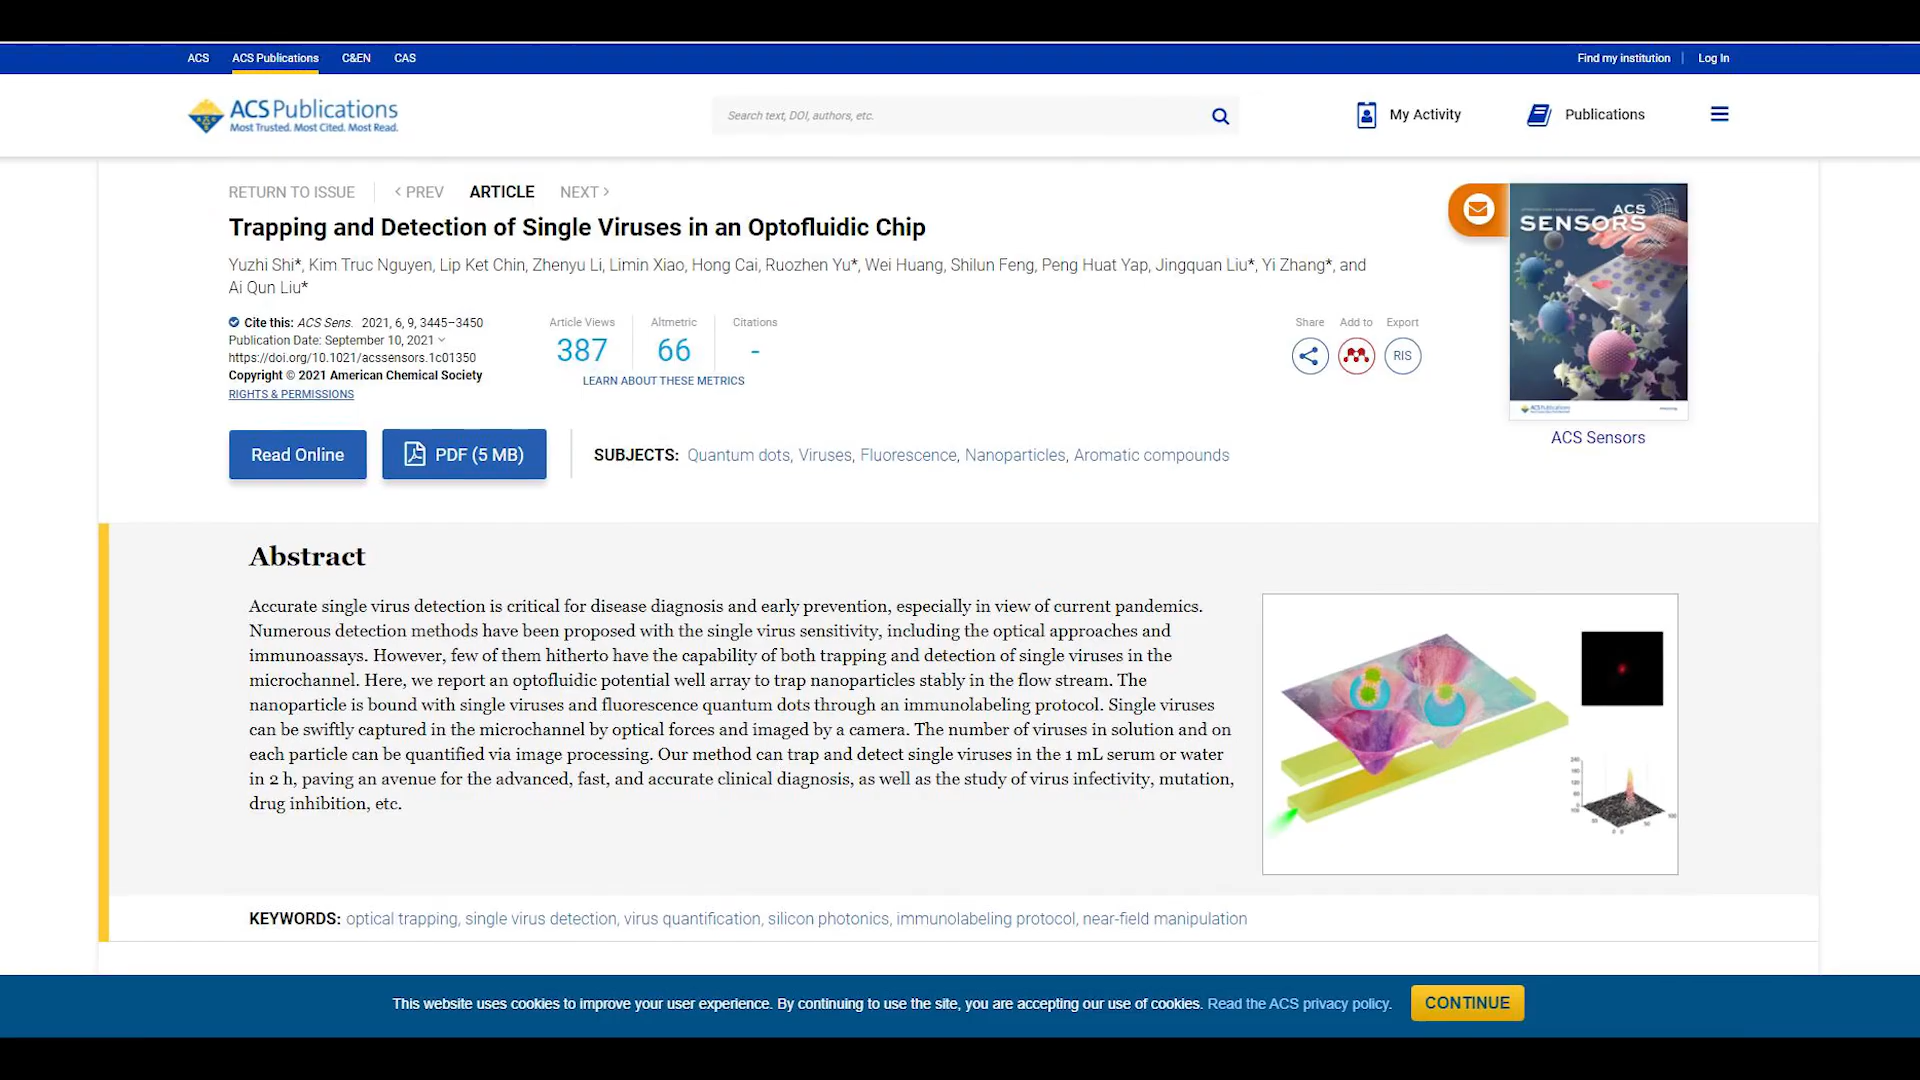 ACS ACS Publications C&EN CAS Find my institution Log In
ACS Publications
Most Trusted. Most Cited. Most Read.
Search text, DOI, authors, etc.
My Activity Publications
RETURN TO ISSUE < PREV ARTICLE NEXT >
Trapping and Detection of Single Viruses in an Optofluidic Chip
Yuzhi Shi*, Kim Truc Nguyen, Lip Ket Chin, Zhenyu Li, Limin Xiao, Hong Cai, Ruozhen Yu*, Wei Huang, Shilun Feng, Peng Huat Yap, Jingquan Liu*, Yi Zhang*, and
Ai Qun Liu*
Cite this: ACS Sens. 2021, 6, 9, 3445–3450
Publication Date: September 10, 2021
https://doi.org/10.1021/acssensors.1c01350
Copyright © 2021 American Chemical Society
RIGHTS & PERMISSIONS
Article Views Altmetric Citations
387 66 -
LEARN ABOUT THESE METRICS
Share Add to Export
RIS
ACS
SENSORS
ACS Publications
ACS Sensors
Read Online PDF (5 MB)
SUBJECTS: Quantum dots, Viruses, Fluorescence, Nanoparticles, Aromatic compounds
Abstract
Accurate single virus detection is critical for disease diagnosis and early prevention, especially in view of current pandemics.
Numerous detection methods have been proposed with the single virus sensitivity, including the optical approaches and
immunoassays. However, few of them hitherto have the capability of both trapping and detection of single viruses in the
microchannel. Here, we report an optofluidic potential well array to trap nanoparticles stably in the flow stream. The
nanoparticle is bound with single viruses and fluorescence quantum dots through an immunolabeling protocol. Single viruses
can be swiftly captured in the microchannel by optical forces and imaged by a camera. The number of viruses in solution and on
each particle can be quantified via image processing. Our method can trap and detect single viruses in the 1 mL serum or water
in 2 h, paving an avenue for the advanced, fast, and accurate clinical diagnosis, as well as the study of virus infectivity, mutation,
drug inhibition, etc.
240
180
120
60
0
100
50
0 0
50
100
KEYWORDS: optical trapping, single virus detection, virus quantification, silicon photonics, immunolabeling protocol, near-field manipulation
This website uses cookies to improve your user experience. By continuing to use the site, you are accepting our use of cookies. Read the ACS privacy policy. CONTINUE